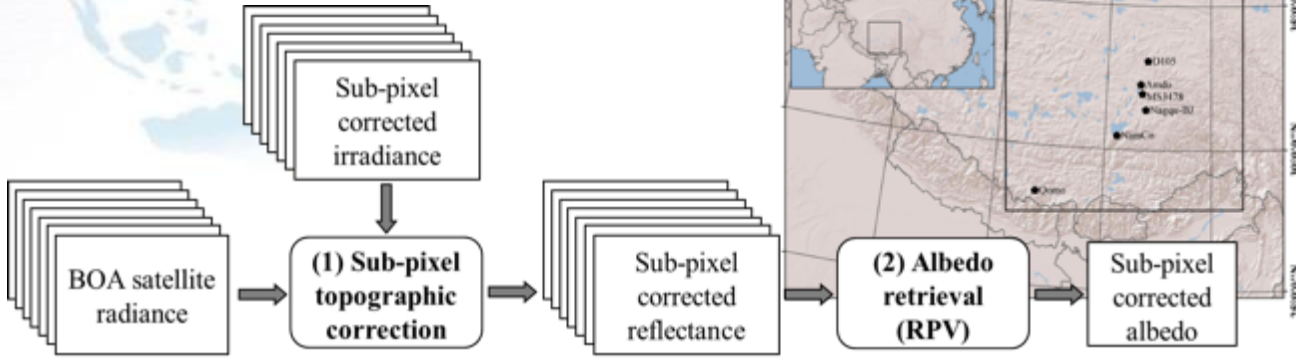 Sub-pixel
corrected
irradiance
BOA satellite
radiance
(1) Sub-pixel
topographic
correction
Sub-pixel
corrected
reflectance
(2) Albedo
retrieval
(RPV)
Sub-pixel
corrected
albedo
D105
Amdo
MS3478
Nagqu-BJ
NamCo
Qomo